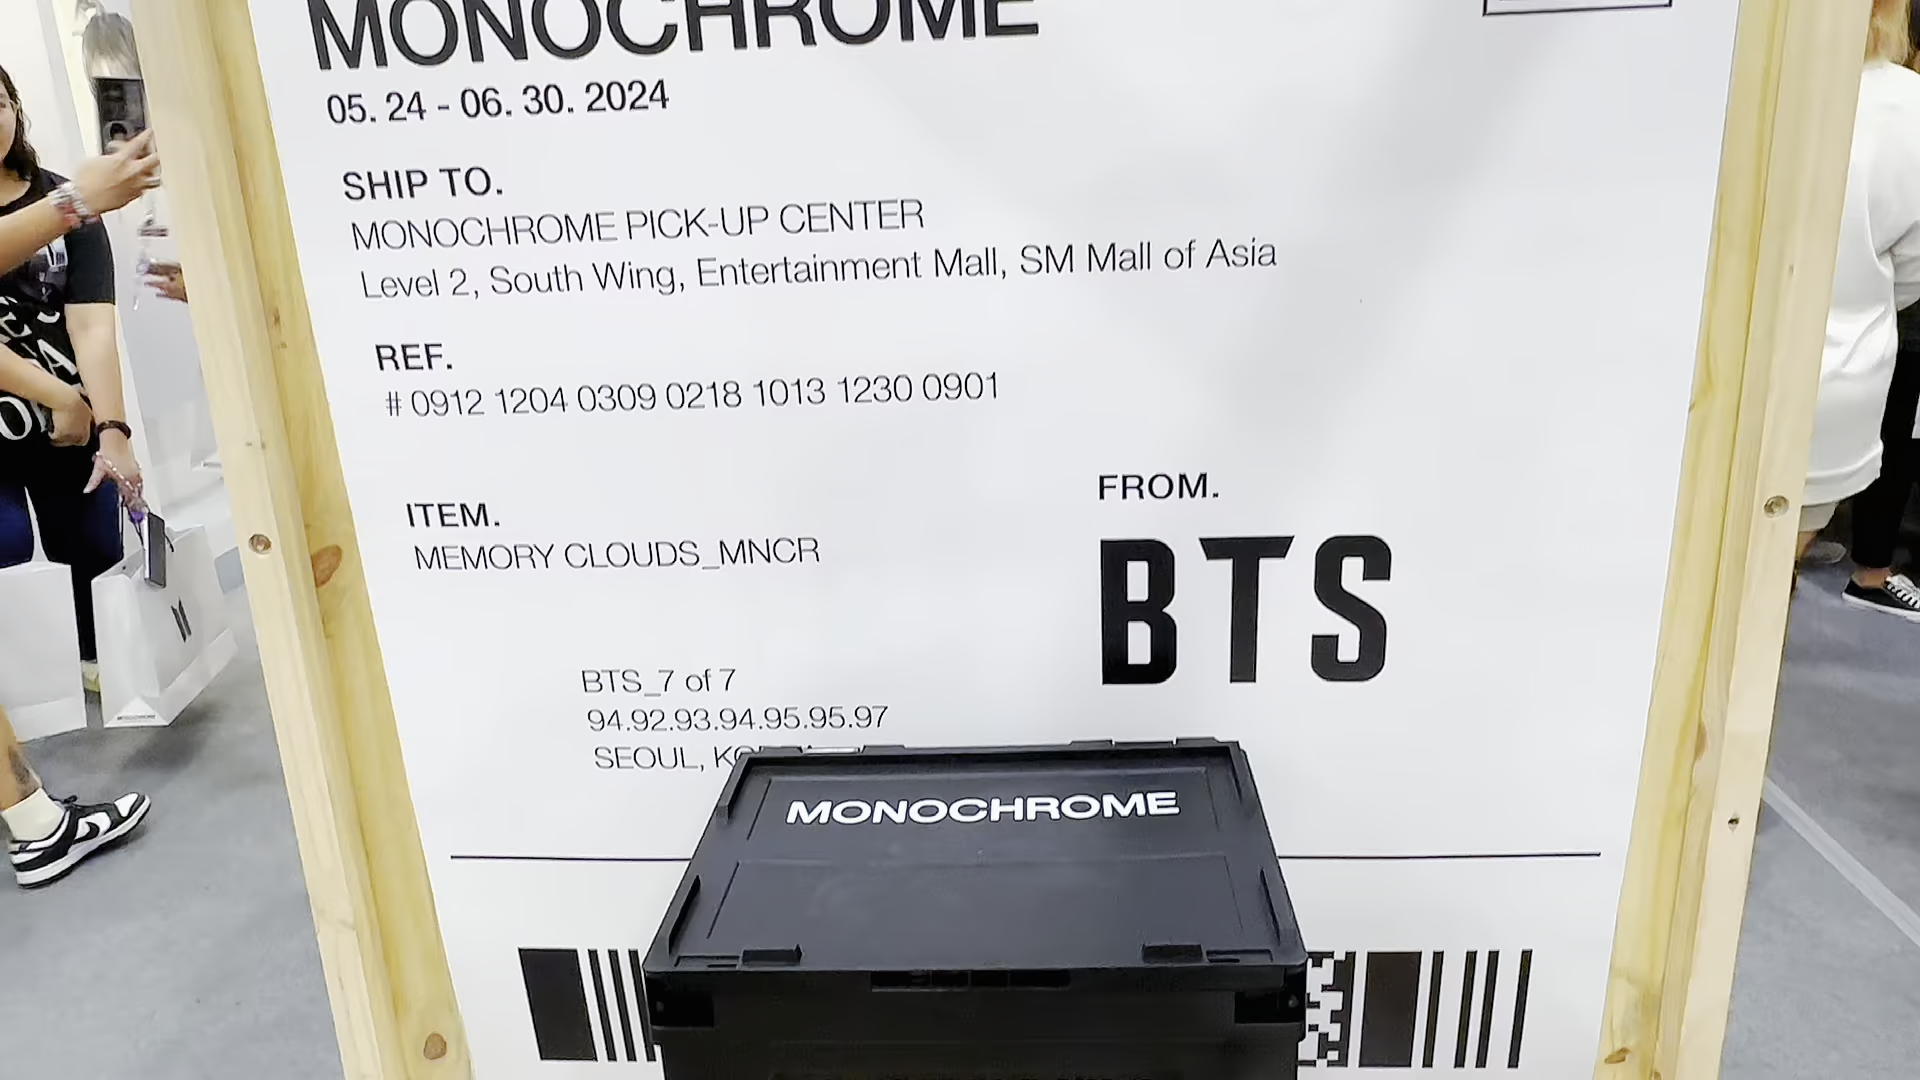 MONOCHROME
05. 24 - 06. 30. 2024
SHIP TO.
MONOCHROME PICK-UP CENTER
Level 2, South Wing, Entertainment Mall, SM Mall of Asia
REF.
# 0912 1204 0309 0218 1013 1230 0901
ITEM.
MEMORY CLOUDS_MNCR
FROM.
BTS
BTS_7 of 7
94.92.93.94.95.95.97
SEOUL,
MONOCHROME